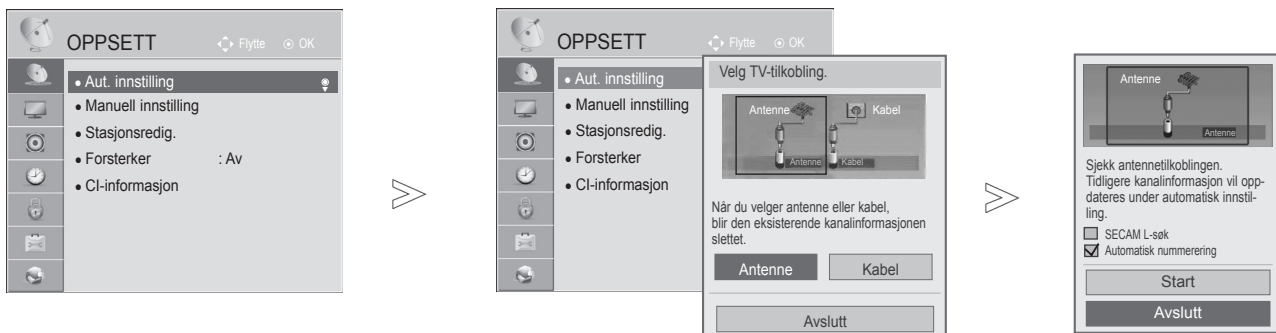 OPPSETT
Flytte OK
• Aut. innstilling
• Manuell innstilling
• Stasjonsredig.
• Forsterker : Av
• CI-informasjon
>
OPPSETT
Flytte OK
• Aut. innstilling
• Manuell innstilling
• Stasjonsredig.
• Forsterker
• CI-informasjon
Velg TV-tilkobling.
Antenne Kabel
Antenne Kabel
Når du velger antenne eller kabel,
blir den eksisterende kanalinformasjonen
slettet.
Antenne Kabel
Avslutt
>
Antenne
Antenne
Sjekk antennetilkoblingen.
Tidligere kanalinformasjon vil opp-
dateres under automatisk innstil-
ling.
SECAM L-søk
Automatisk nummerering
Start
Avslutt